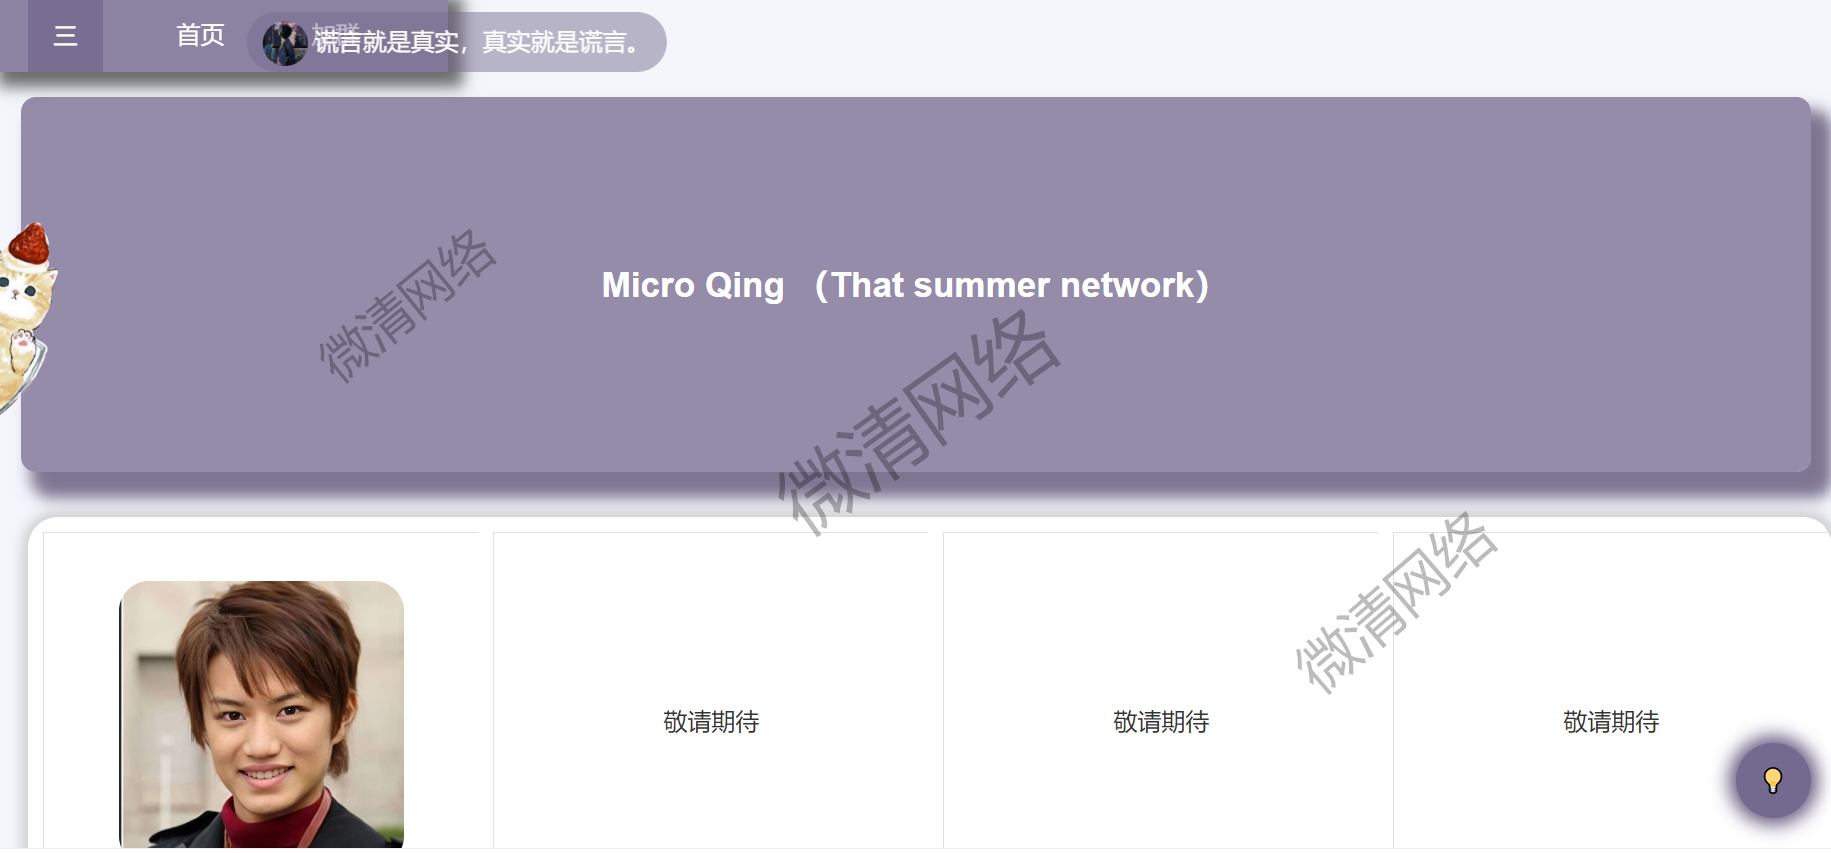 三
首页
加群
谎言就是真实，真实就是谎言。
Micro Qing （That summer network）
微清网络
微清网络
微清网络
敬请期待
敬请期待
敬请期待